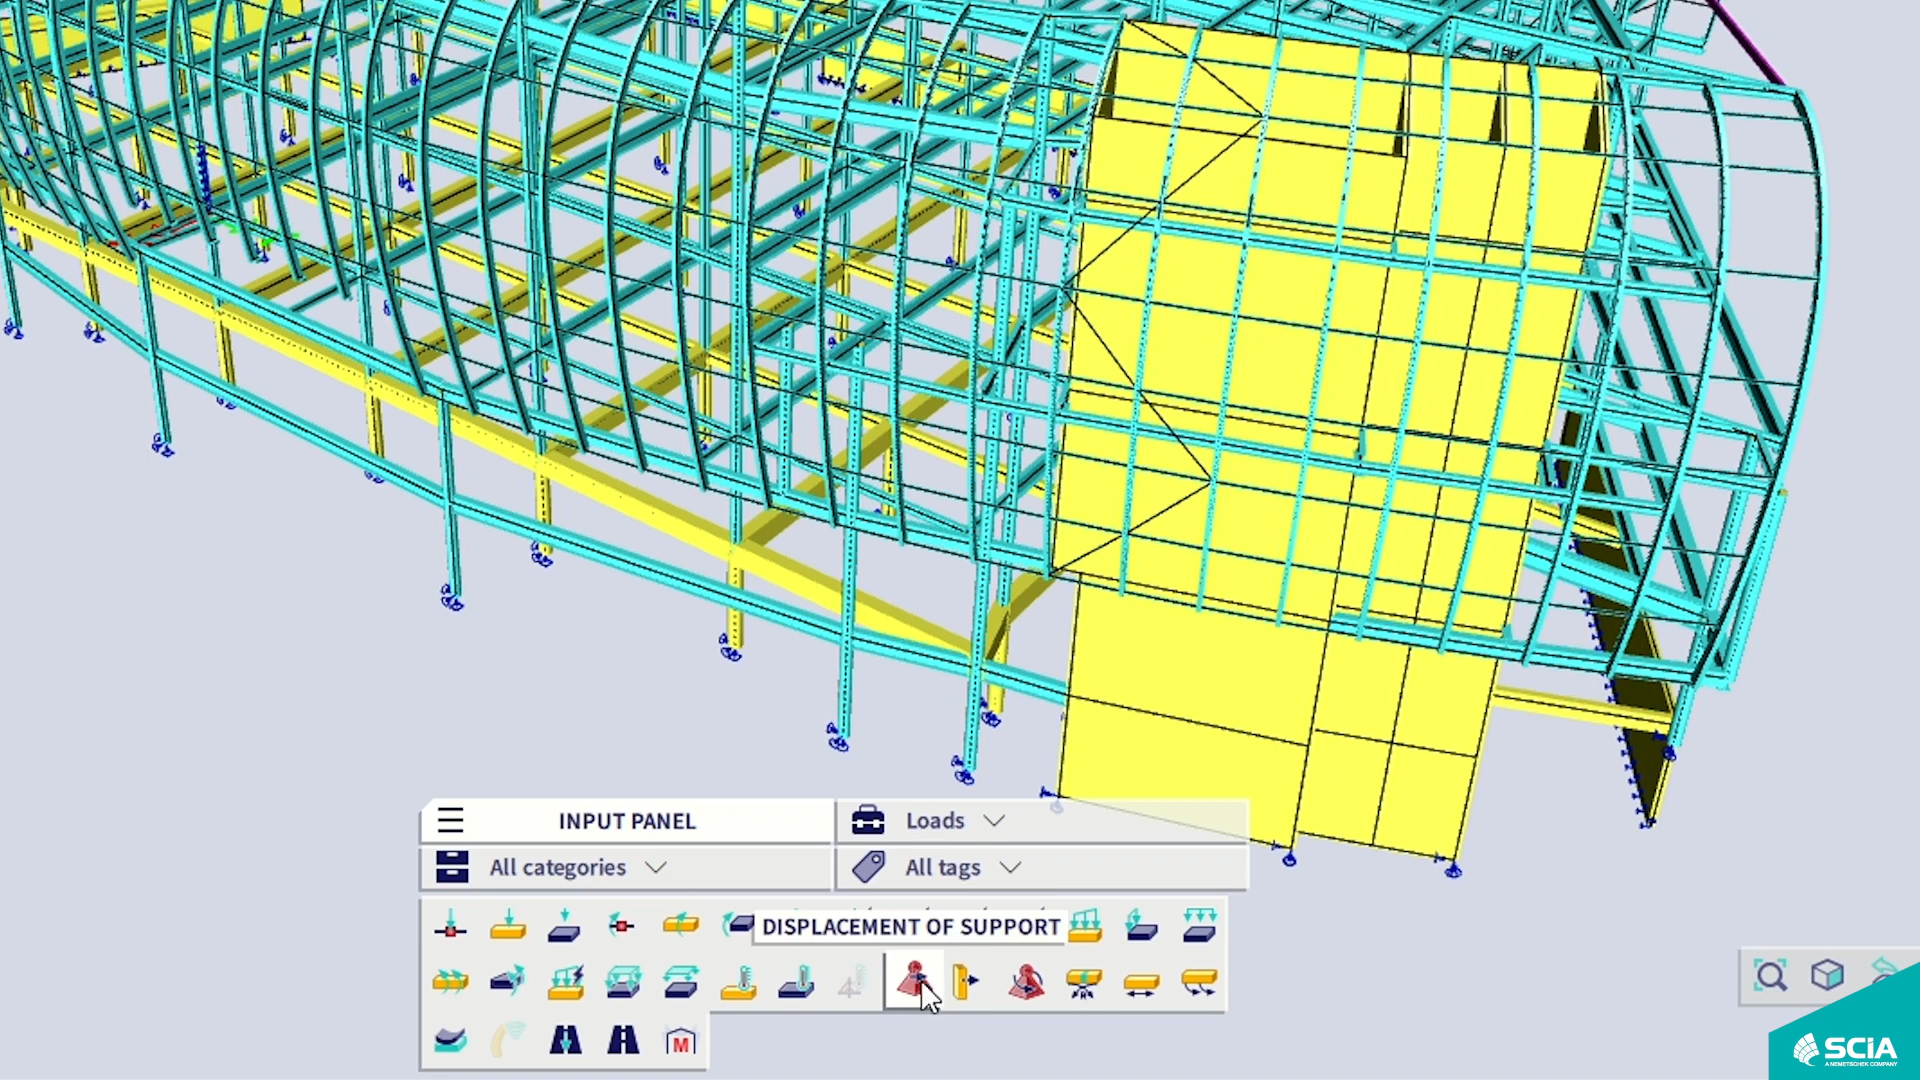 INPUT PANEL
Loads
All categories
All tags
DISPLACEMENT OF SUPPORT
M
SCIA
A NEMETSCHEK COMPANY